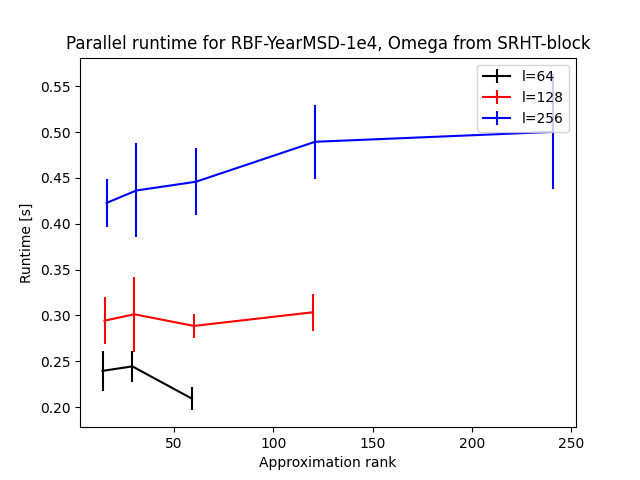 Parallel runtime for RBF-YearMSD-1e4, Omega from SRHT-block
l=64
l=128
l=256
0.55
0.50
0.45
0.40
0.35
0.30
0.25
0.20
Runtime [s]
50
100
150
200
250
Approximation rank